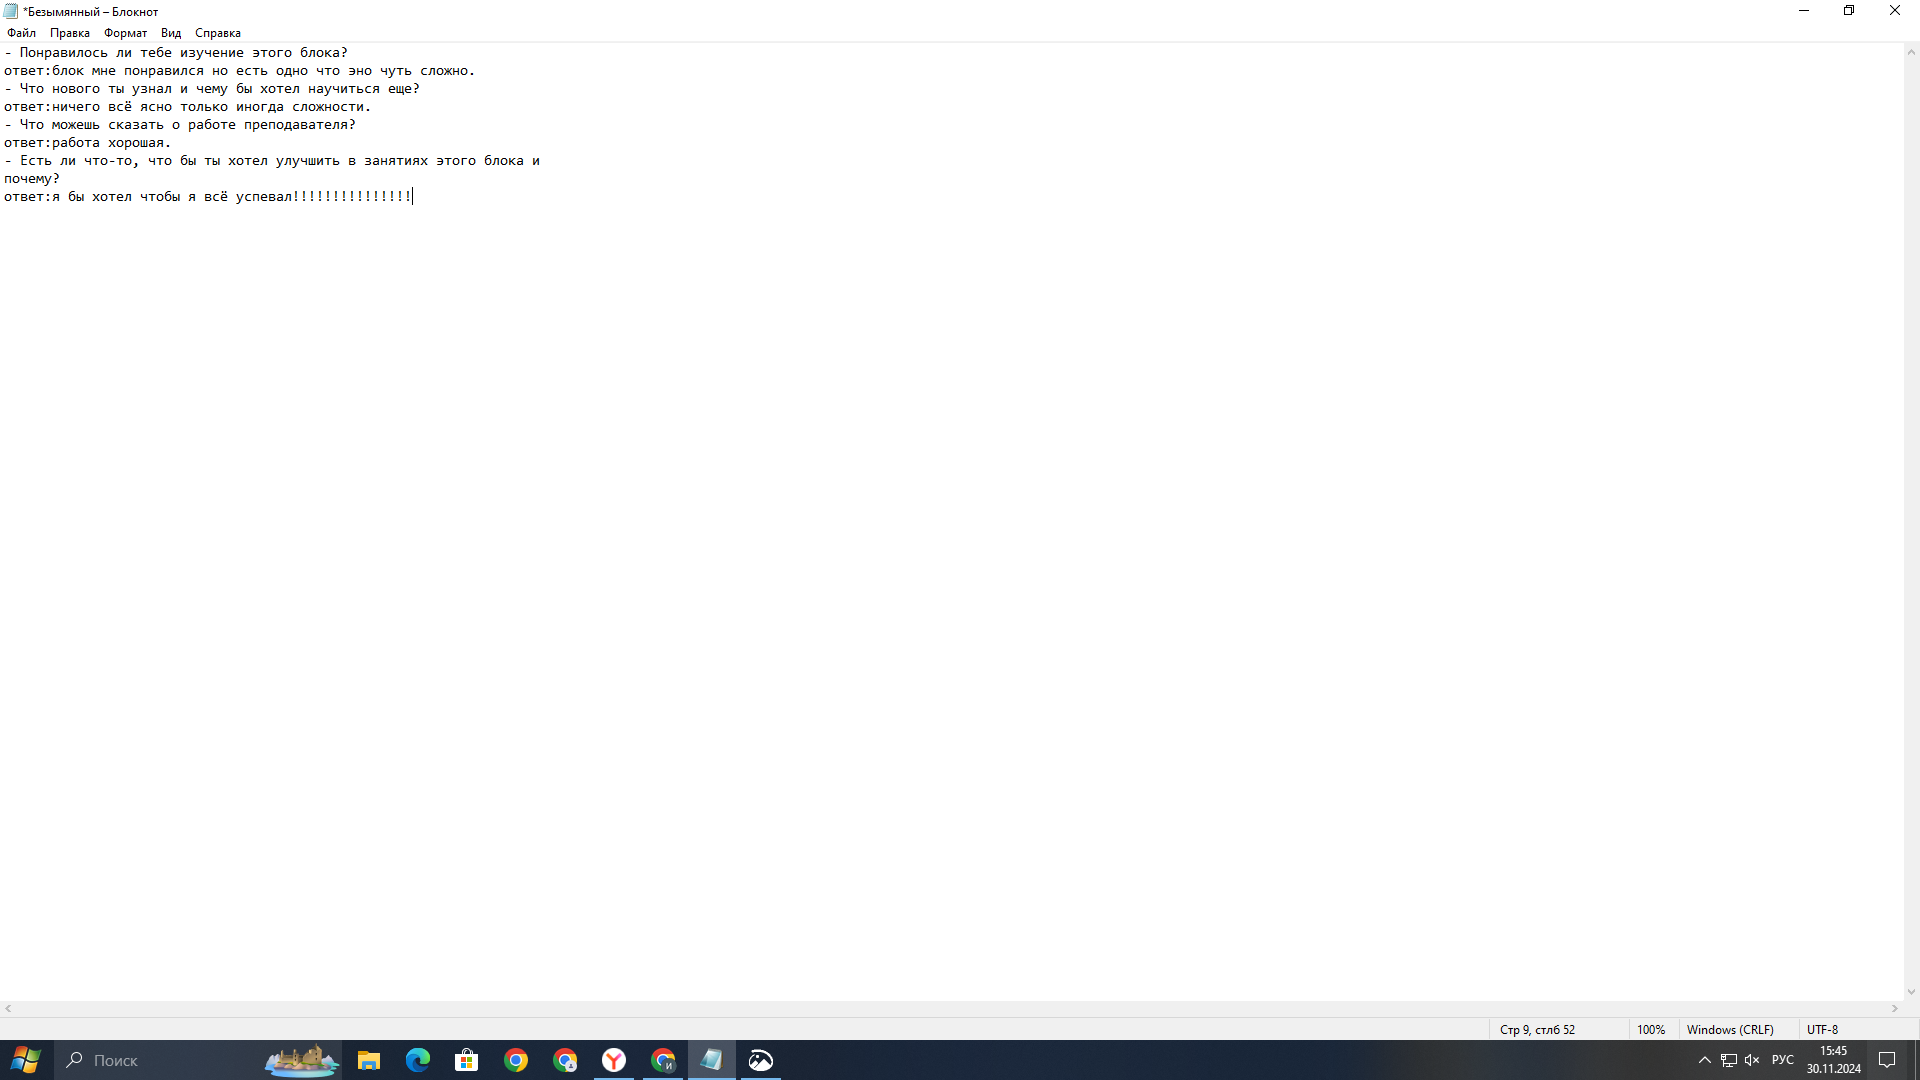 *Безымянный – Блокнот
Файл Правка Формат Вид Справка
- Понравилось ли тебе изучение этого блока?
ответ:блок мне понравился но есть одно что эно чуть сложно.
- Что нового ты узнал и чему бы хотел научиться еще?
ответ:ничего всё ясно только иногда сложности.
- Что можешь сказать о работе преподавателя?
ответ:работа хорошая.
- Есть ли что-то, что бы ты хотел улучшить в занятиях этого блока и
почему?
ответ:я бы хотел чтобы я всё успевал!!!!!!!!!!!!!!!
Стр 9, стлб 52 100% Windows (CRLF) UTF-8
Поиск РУС 15:45
30.11.2024